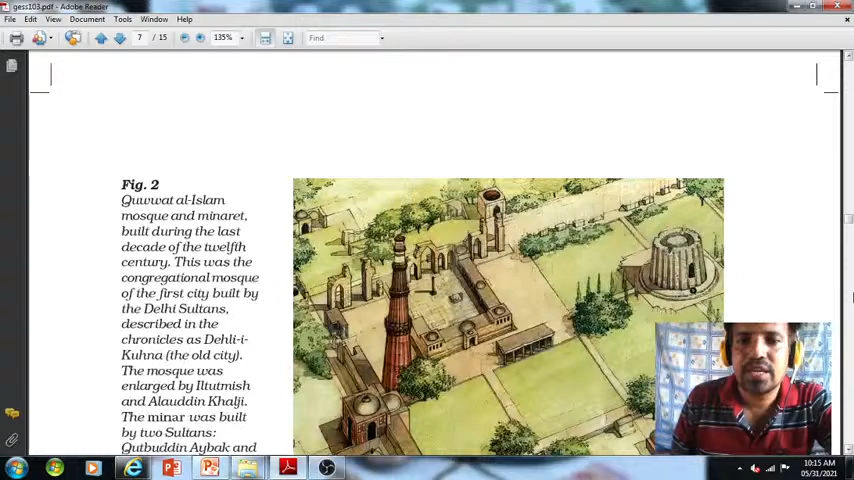 gess103.pdf - Adobe Reader
File Edit View Document Tools Window Help
7 / 15 135% Find
Fig. 2
Quwwat al-Islam
mosque and minaret,
built during the last
decade of the twelfth
century. This was the
congregational mosque
of the first city built by
the Delhi Sultans,
described in the
chronicles as Dehli-i-
Kuhna (the old city).
The mosque was
enlarged by Iltutmish
and Alauddin Khalji.
The minar was built
by two Sultans:
Qutbuddin Aybak and
10:15 AM
05/31/2021